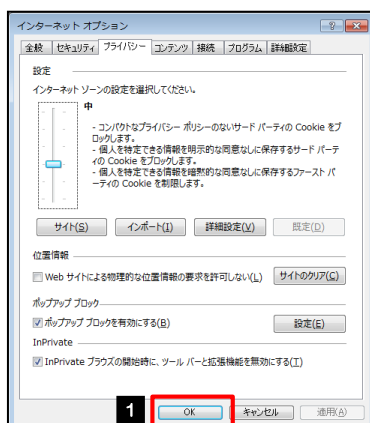 インターネット オプション
全般 セキュリティ プライバシー コンテンツ 接続 プログラム 詳細設定
設定
インターネット ゾーンの設定を選択してください。
中
- コンパクトなプライバシー ポリシーのないサード パーティの Cookie をブ
ロックします。
- 個人を特定できる情報を明示的な同意なしに保存するサード パーテ
ィの Cookie をブロックします。
- 個人を特定できる情報を暗黙的な同意なしに保存するファースト パ
ーティの Cookie を制限します。
サイト(S) インポート(I) 詳細設定(V) 既定(D)
位置情報
Web サイトによる物理的な位置情報の要求を許可しない(L) サイトのクリア(C)
ポップアップ ブロック
ポップアップ ブロックを有効にする(B) 設定(E)
InPrivate
InPrivate ブラウズの開始時に、ツール バーと拡張機能を無効にする(T)
1 OK キャンセル 適用(A)